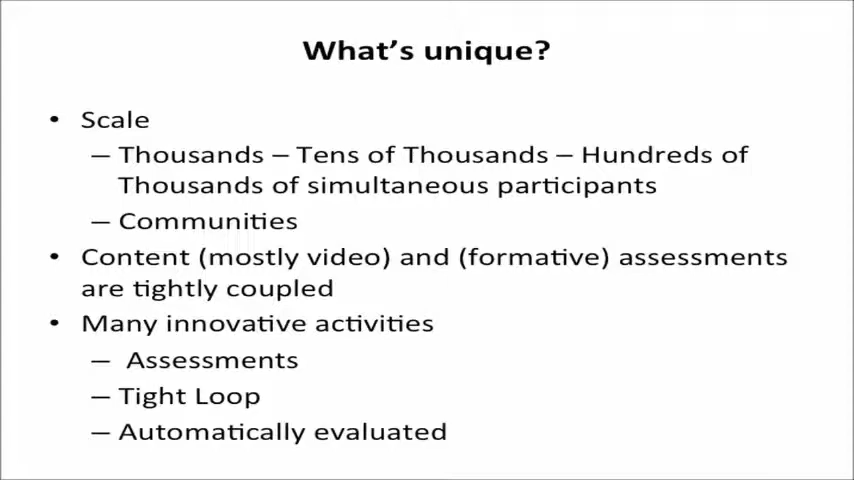 What's unique?
• Scale
– Thousands – Tens of Thousands – Hundreds of
Thousands of simultaneous participants
– Communities
• Content (mostly video) and (formative) assessments
are tightly coupled
• Many innovative activities
– Assessments
– Tight Loop
– Automatically evaluated